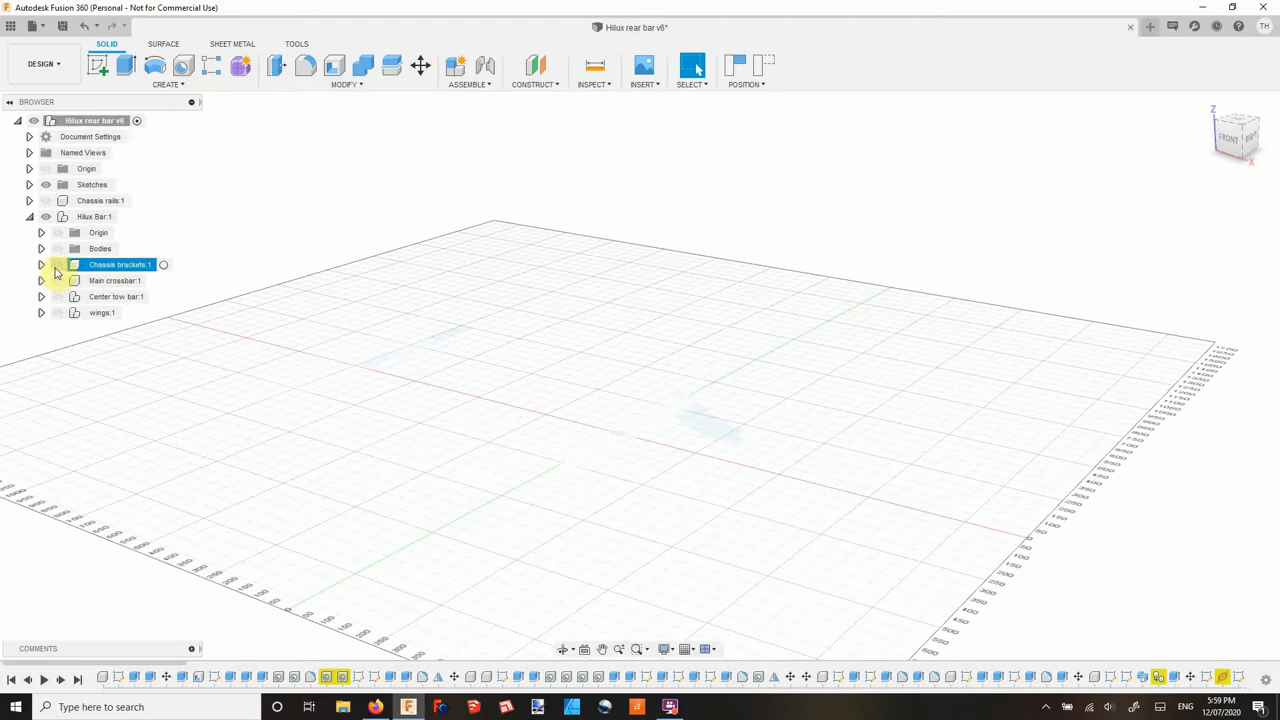 Autodesk Fusion 360 (Personal - Not for Commercial Use)
Hilux rear bar v6*
TH
SOLID SURFACE SHEET METAL TOOLS
DESIGN
CREATE MODIFY ASSEMBLE CONSTRUCT INSPECT INSERT SELECT POSITION
BROWSER
Hilux rear bar v6
Document Settings
Named Views
Origin
Sketches
Chassis rails:1
Hilux Bar:1
Origin
Bodies
Chassis brackets:1
Main crossbar:1
Center tow bar:1
wings:1
Z
FRONT
RIGHT
X
COMMENTS
Type here to search
ENG
5:59 PM
12/07/2020